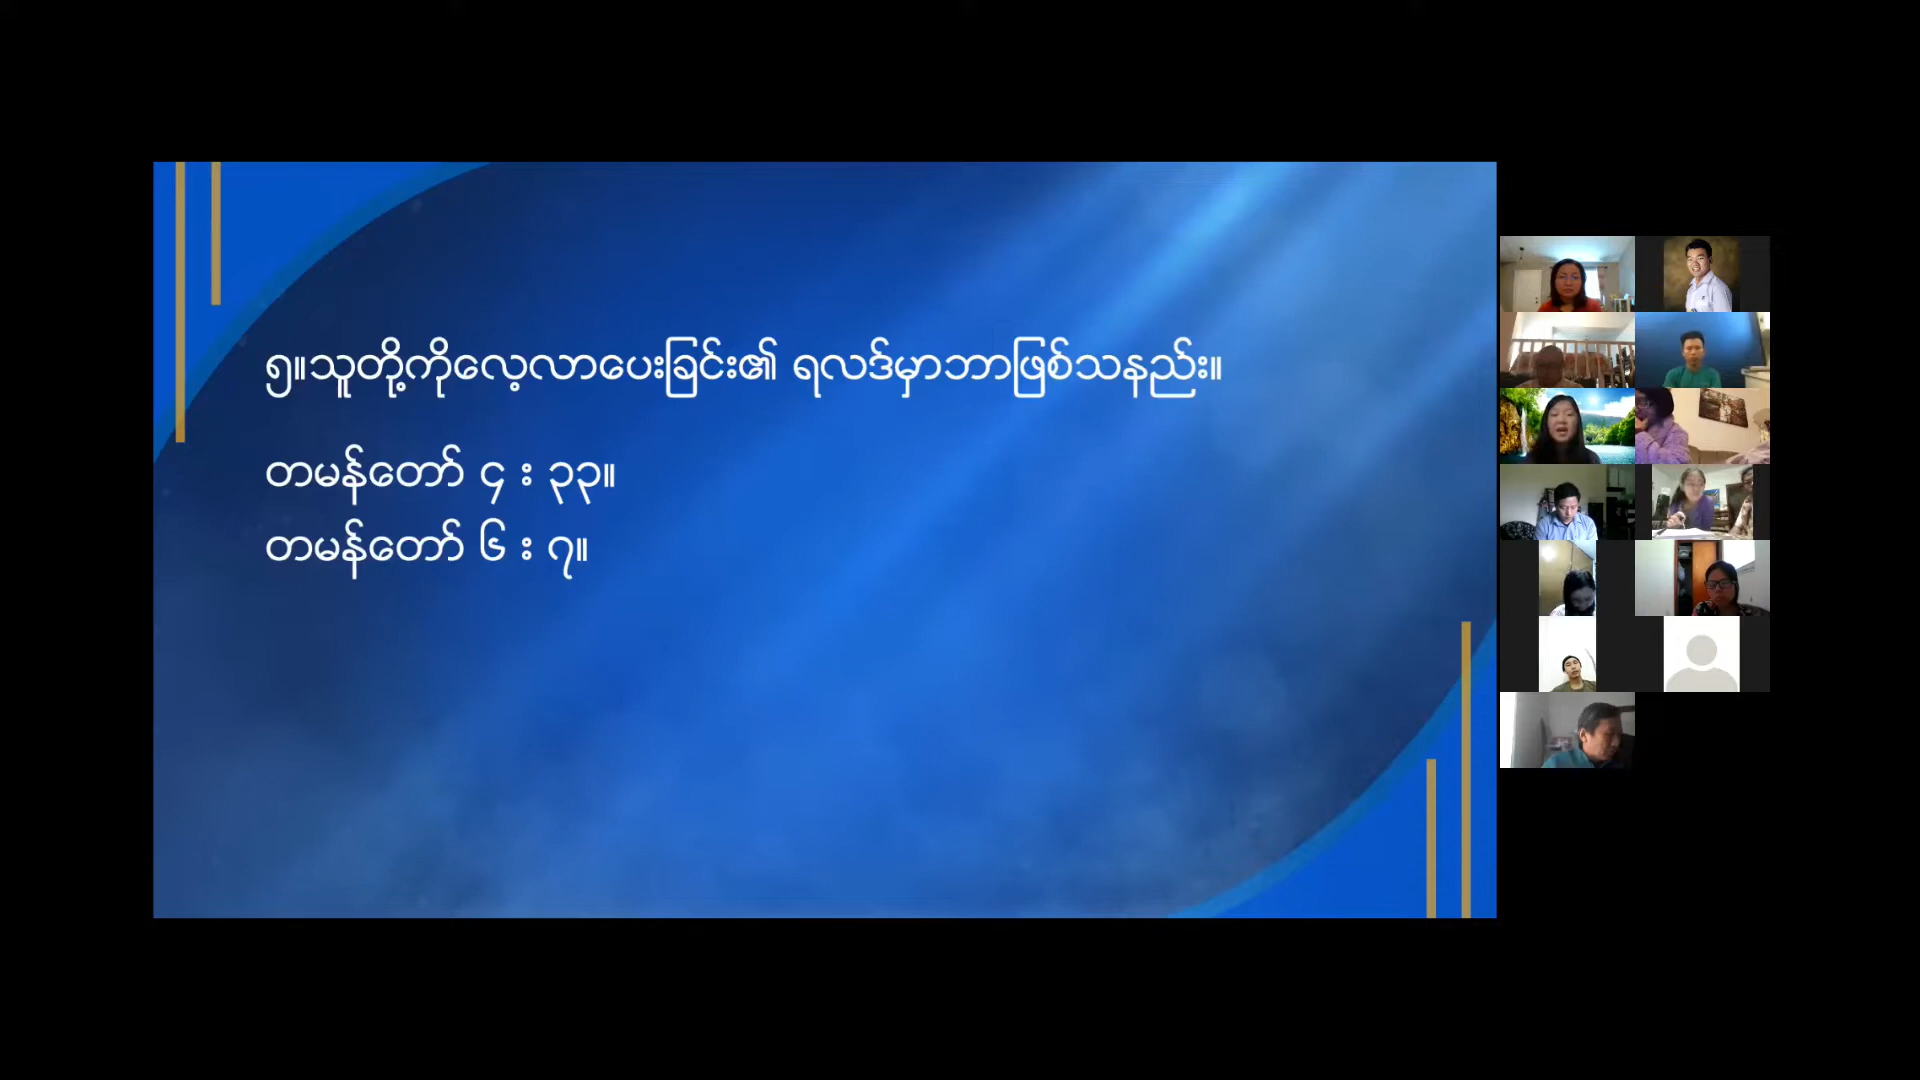 ၅။သူတို့ကိုလေ့လာပေးခြင်း၏ ရလဒ်မှာဘာဖြစ်သနည်း။
တမန်တော် ၄ : ၃၃။
တမန်တော် ၆ : ၇။